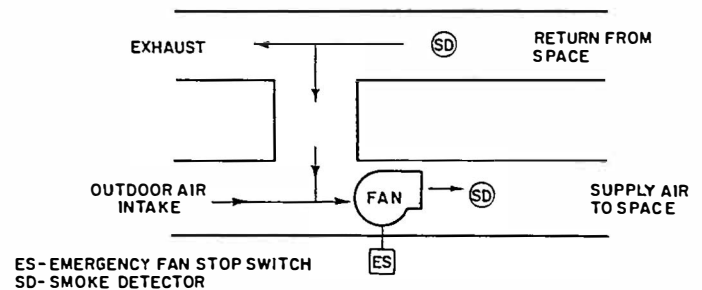 EXHAUST
SD
RETURN FROM
SPACE
OUTDOOR AIR
INTAKE
FAN
SD
SUPPLY AIR
TO SPACE
ES
ES-EMERGENCY FAN STOP SWITCH
SD-SMOKE DETECTOR